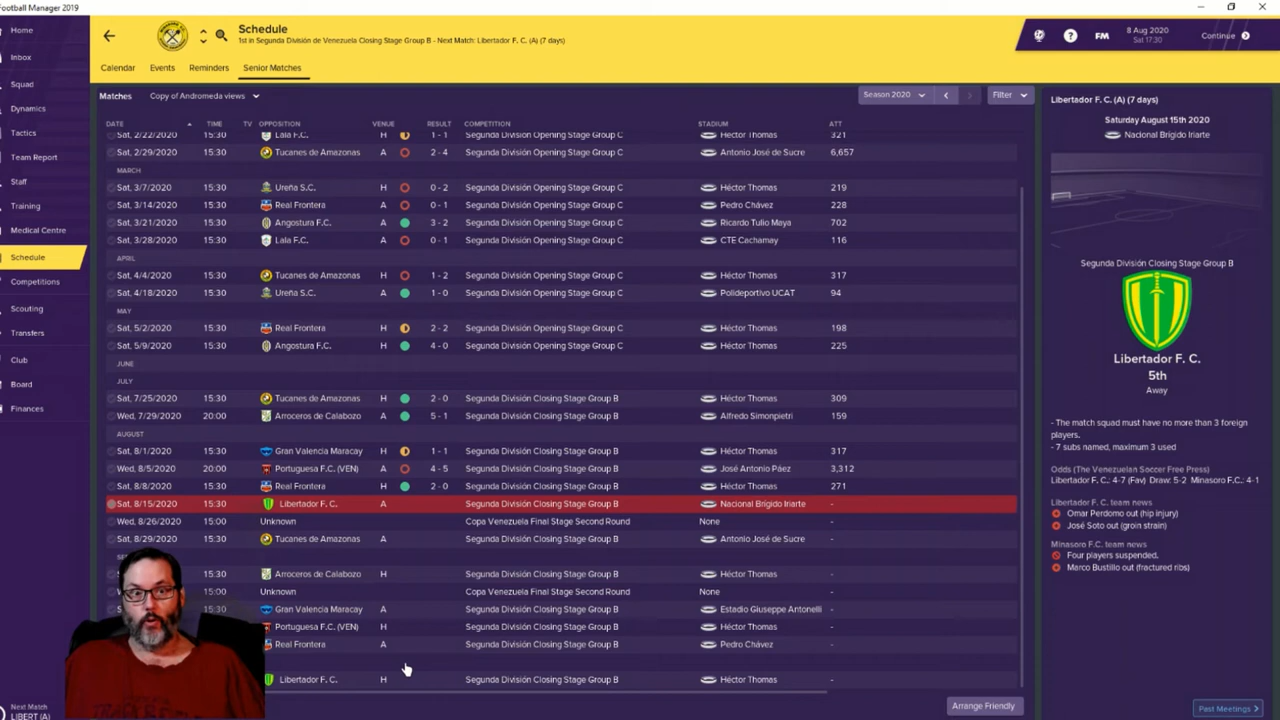 Football Manager 2019
Home
Inbox
Squad
Dynamics
Tactics
Team Report
Staff
Training
Medical Centre
Schedule
Competitions
Scouting
Transfers
Club
Board
Finances
Next Match
LIBERT (A)
Schedule
1st in Segunda División de Venezuela Closing Stage Group B - Next Match: Libertador F. C. (A) (7 days)
FM
8 Aug 2020
Sat 17:30
Continue
Calendar Events Reminders Senior Matches
Matches Copy of Andromeda views Season 2020 Filter
DATE TIME TV OPPOSITION VENUE RESULT COMPETITION STADIUM ATT
Sat, 2/22/2020 15:30 Lala F.C. H 1 - 1 Segunda División Opening Stage Group C Héctor Thomas 321
Sat, 2/29/2020 15:30 Tucanes de Amazonas A 2 - 4 Segunda División Opening Stage Group C Antonio José de Sucre 6,657
MARCH
Sat, 3/7/2020 15:30 Ureña S.C. H 0 - 2 Segunda División Opening Stage Group C Héctor Thomas 219
Sat, 3/14/2020 15:30 Real Frontera A 0 - 1 Segunda División Opening Stage Group C Pedro Chávez 228
Sat, 3/21/2020 15:30 Angostura F.C. A 3 - 2 Segunda División Opening Stage Group C Ricardo Tulio Maya 702
Sat, 3/28/2020 15:30 Lala F.C. A 0 - 1 Segunda División Opening Stage Group C CTE Cachamay 116
APRIL
Sat, 4/4/2020 15:30 Tucanes de Amazonas H 1 - 2 Segunda División Opening Stage Group C Héctor Thomas 317
Sat, 4/18/2020 15:30 Ureña S.C. A 1 - 0 Segunda División Opening Stage Group C Polideportivo UCAT 94
MAY
Sat, 5/2/2020 15:30 Real Frontera H 2 - 2 Segunda División Opening Stage Group C Héctor Thomas 198
Sat, 5/9/2020 15:30 Angostura F.C. H 4 - 0 Segunda División Opening Stage Group C Héctor Thomas 225
JUNE
JULY
Sat, 7/25/2020 15:30 Tucanes de Amazonas H 2 - 0 Segunda División Closing Stage Group B Héctor Thomas 309
Wed, 7/29/2020 20:00 Arroceros de Calabozo A 5 - 1 Segunda División Closing Stage Group B Alfredo Simonpietri 159
AUGUST
Sat, 8/1/2020 15:30 Gran Valencia Maracay H 1 - 1 Segunda División Closing Stage Group B Héctor Thomas 317
Wed, 8/5/2020 20:00 Portuguesa F.C. (VEN) A 4 - 5 Segunda División Closing Stage Group B José Antonio Páez 3,312
Sat, 8/8/2020 15:30 Real Frontera H 2 - 0 Segunda División Closing Stage Group B Héctor Thomas 271
Sat, 8/15/2020 15:30 Libertador F. C. A Segunda División Closing Stage Group B Nacional Brígido Iriarte -
Wed, 8/26/2020 15:00 Unknown Copa Venezuela Final Stage Second Round None -
Sat, 8/29/2020 15:30 Tucanes de Amazonas A Segunda División Closing Stage Group B Antonio José de Sucre -
15:30 Arroceros de Calabozo H Segunda División Closing Stage Group B Héctor Thomas -
15:00 Unknown Copa Venezuela Final Stage Second Round None -
15:30 Gran Valencia Maracay A Segunda División Closing Stage Group B Estadio Giuseppe Antonelli -
Portuguesa F.C. (VEN) H Segunda División Closing Stage Group B Héctor Thomas -
Real Frontera A Segunda División Closing Stage Group B Pedro Chávez -
Libertador F. C. H Segunda División Closing Stage Group B Héctor Thomas -
Arrange Friendly
Libertador F. C. (A) (7 days)
Saturday August 15th 2020
Nacional Brígido Iriarte
Segunda División Closing Stage Group B
Libertador F. C.
5th
Away
- The match squad must have no more than 3 foreign
players.
- 7 subs named, maximum 3 used
Odds (The Venezuelan Soccer Free Press)
Libertador F. C.: 4-7 (Fav) Draw: 5-2 Minasoro F.C.: 4-1
Libertador F. C. team news
Omar Perdomo out (hip injury)
José Soto out (groin strain)
Minasoro F.C. team news
Four players suspended.
Marco Bustillo out (fractured ribs)
Past Meetings